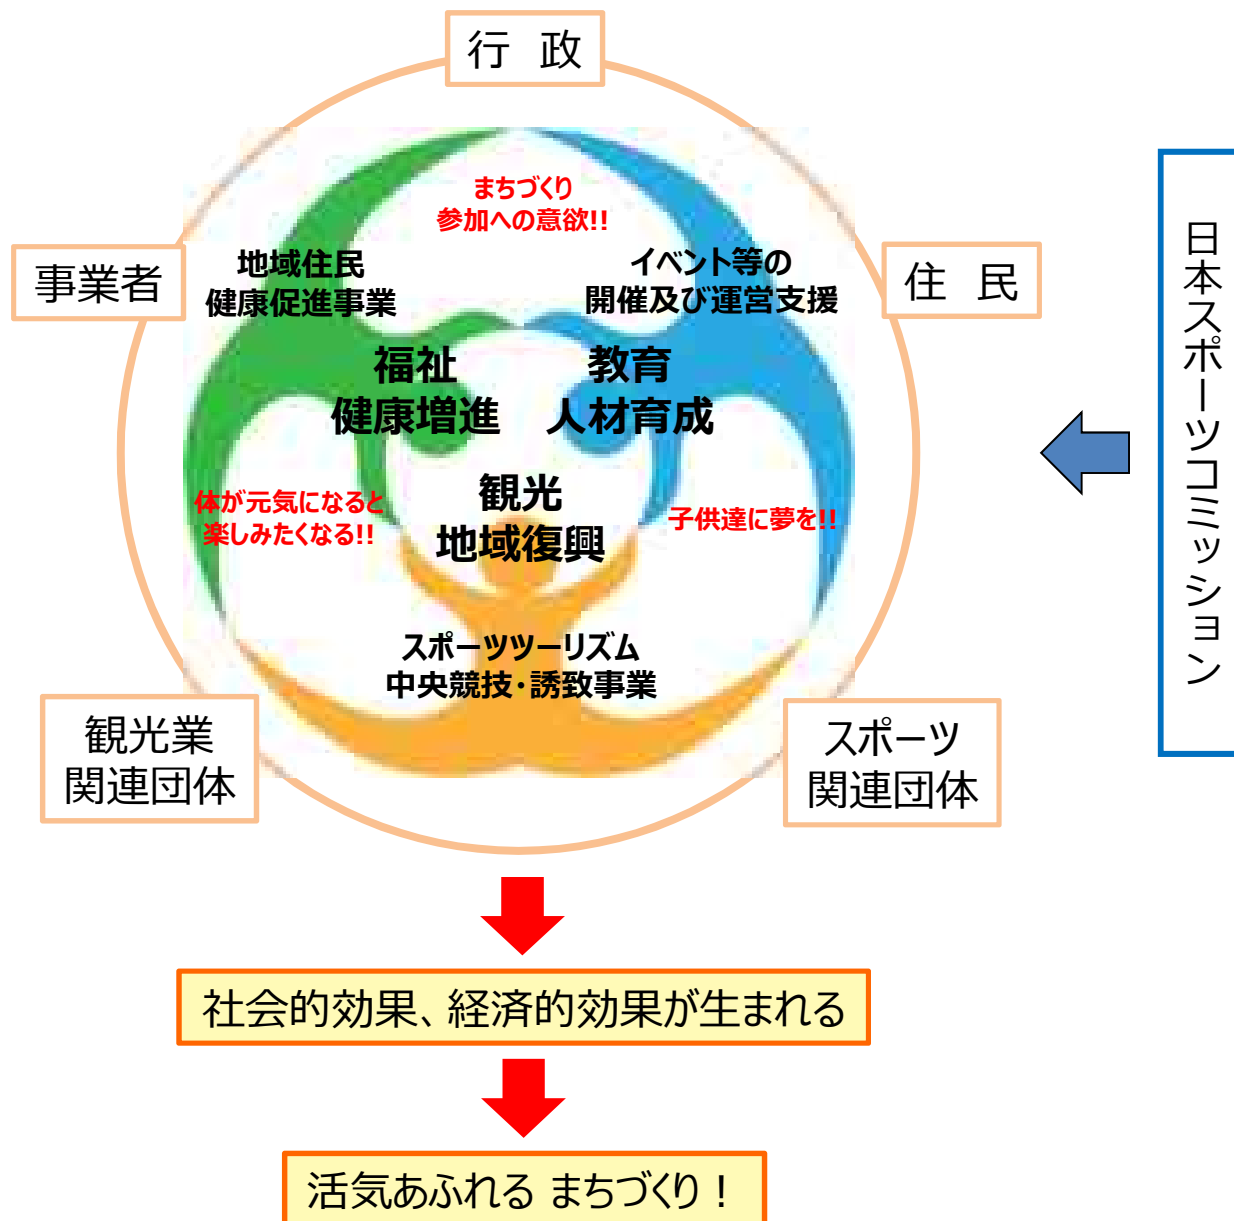 行 政
まちづくり
参加への意欲!!
地域住民
健康促進事業
イベント等の
開催及び運営支援
事業者
住 民
福祉
健康増進
教育
人材育成
観光
地域復興
体が元気になると
楽しみたくなる!!
子供達に夢を!!
スポーツツーリズム
中央競技・誘致事業
観光業
関連団体
スポーツ
関連団体
日本スポーツコミッション
社会的効果、経済的効果が生まれる
活気あふれる まちづくり！